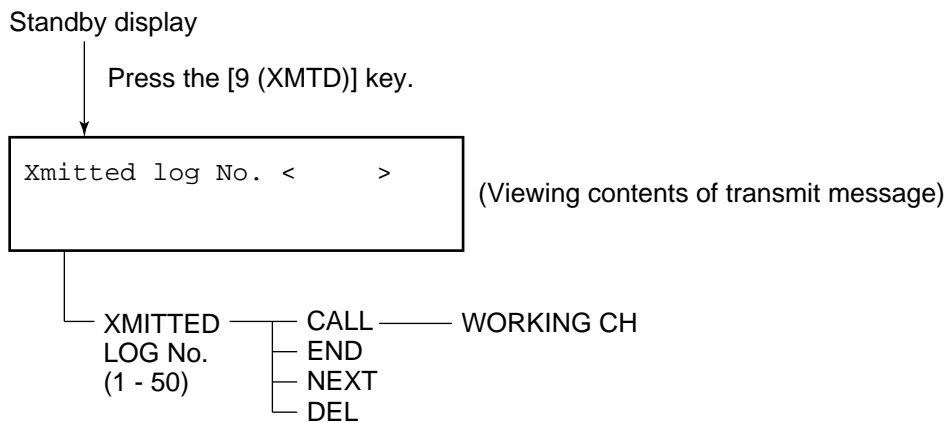 Standby display
Press the [9 (XMTD)] key.
Xmitted log No. <      >
(Viewing contents of transmit message)
XMITTED
LOG No.
(1 - 50)
CALL
WORKING CH
END
NEXT
DEL